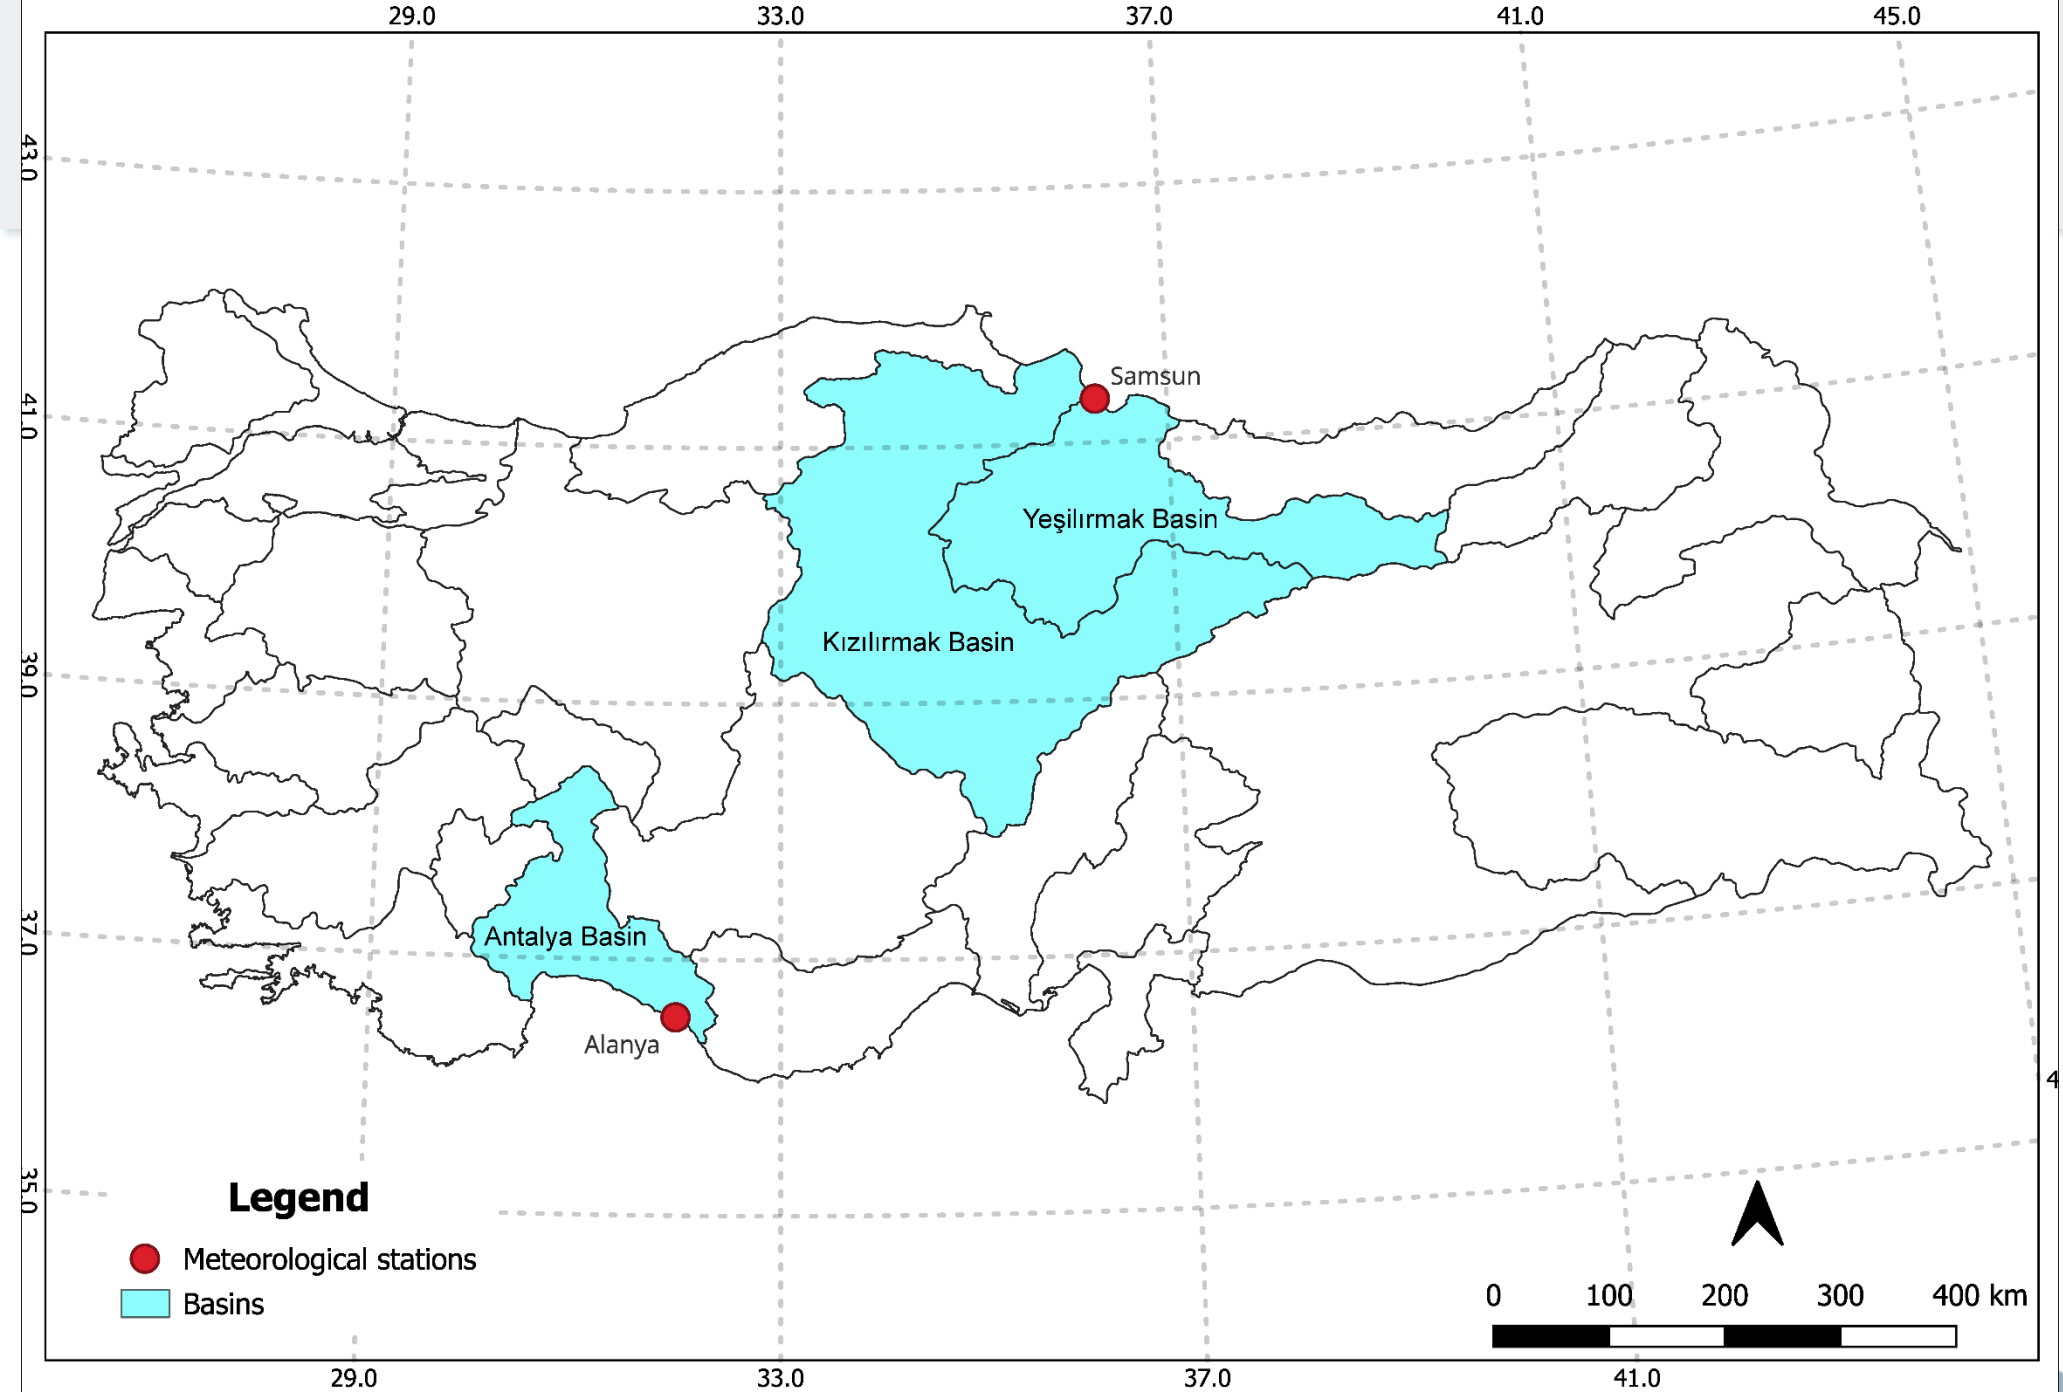 29.0 33.0 37.0 41.0 45.0
43.0
41.0
39.0
37.0
35.0
Samsun
Yeşilırmak Basin
Kızılırmak Basin
Antalya Basin
Alanya
4
Legend
Meteorological stations
Basins
0 100 200 300 400 km
29.0 33.0 37.0 41.0